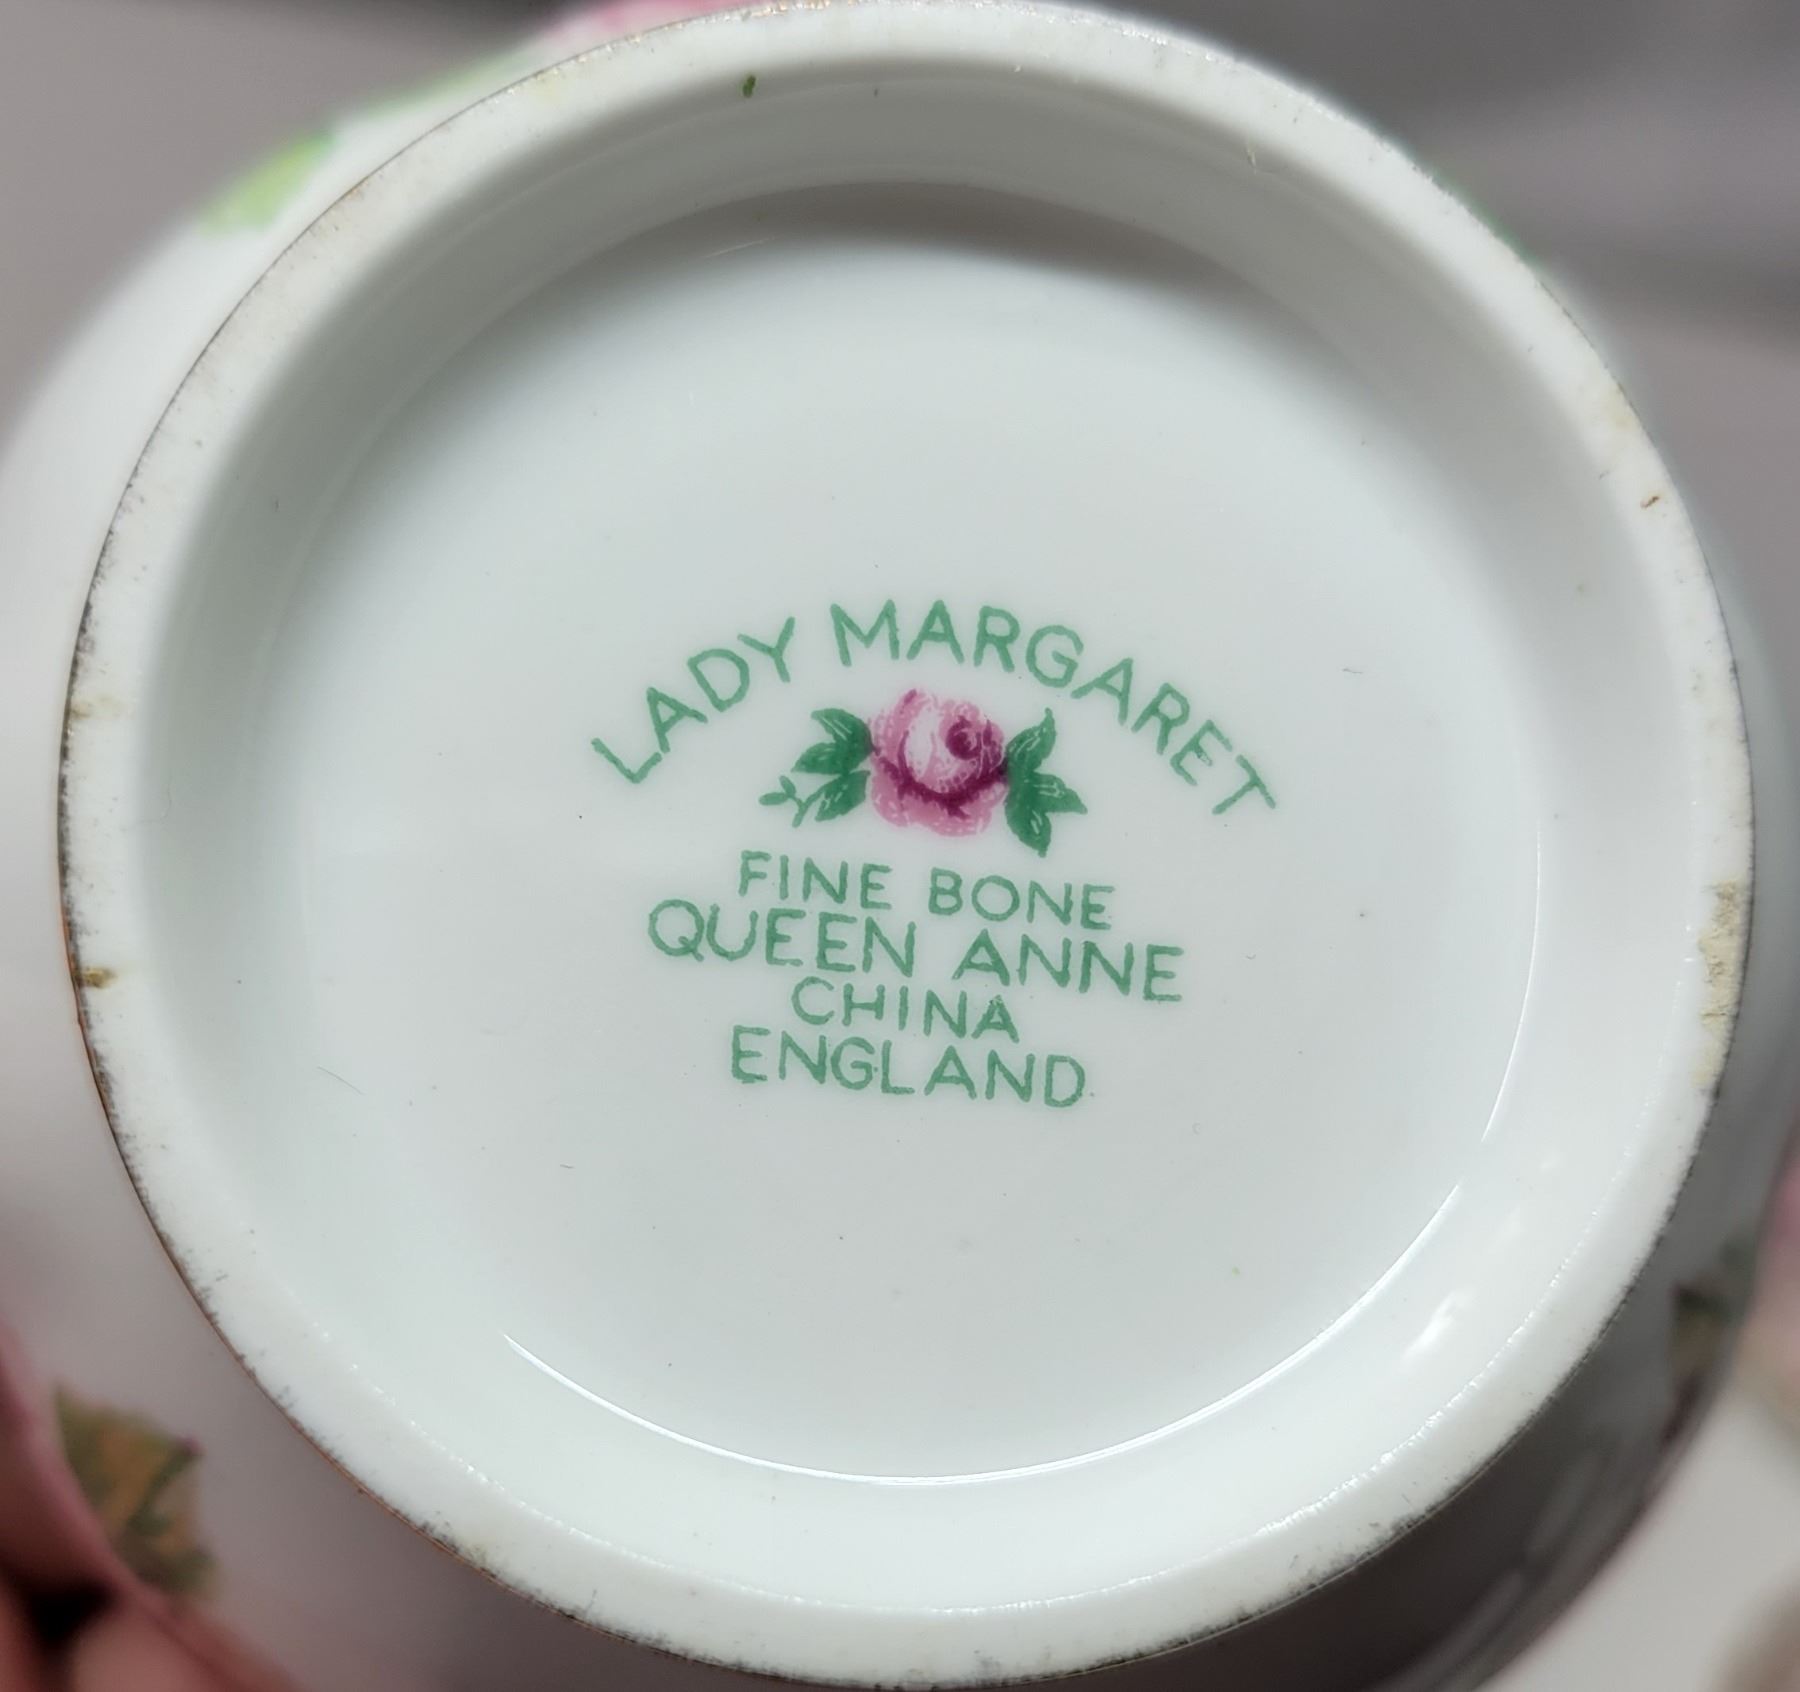 LADY MARGARET
FINE BONE
QUEEN ANNE
CHINA
ENGLAND